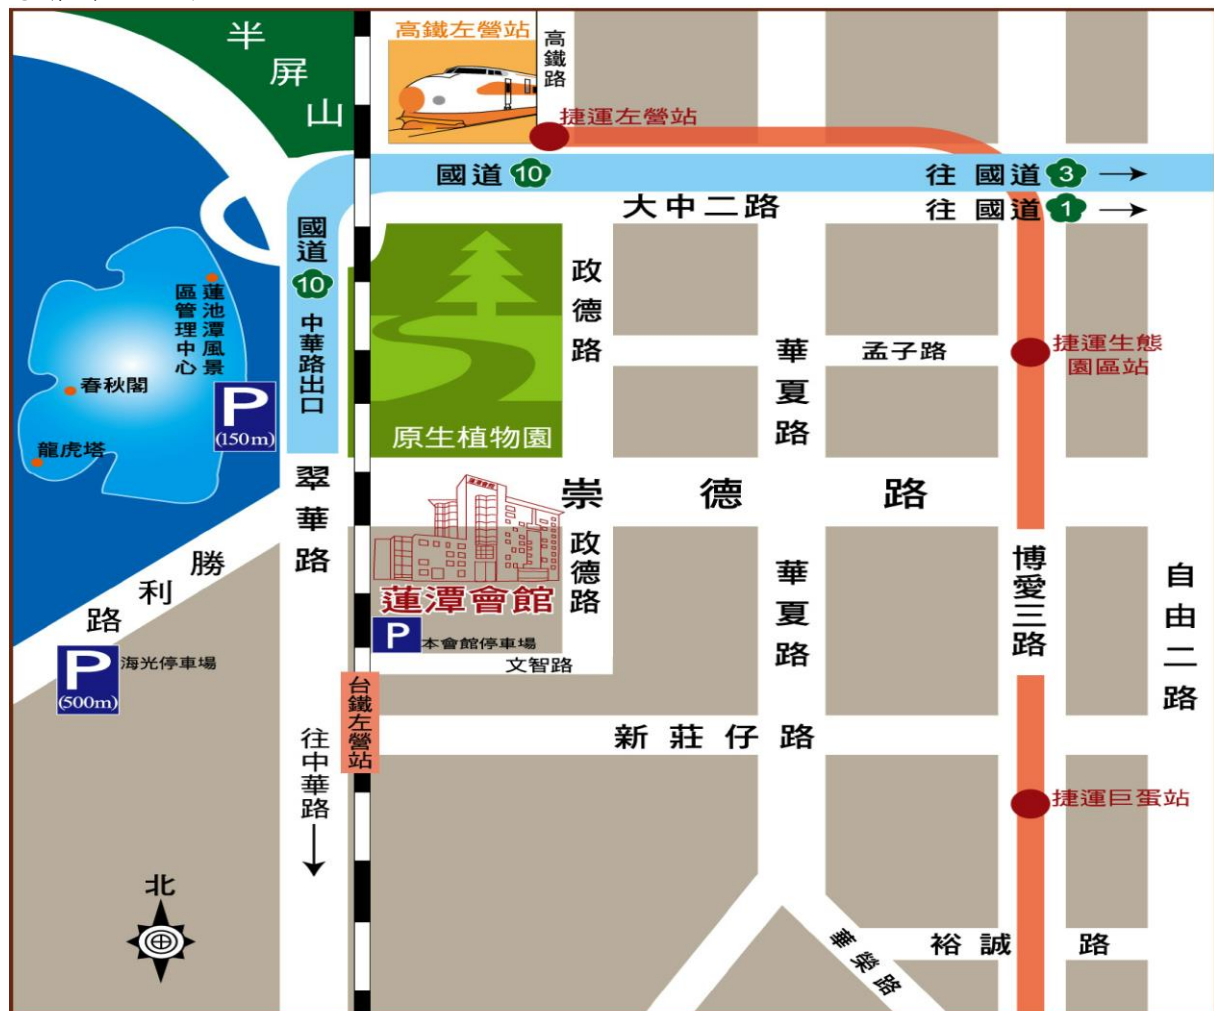 半屏山
高鐵左營站
高鐵路
捷運左營站
國道 10
往 國道 3
大中二路
往 國道 1
國道 10 中華路出口
政德路
蓮池潭風景
區管理中心
華夏路
孟子路
捷運生態
園區站
春秋閣
P
(150m)
龍虎塔
原生植物園
翠華路
蓮潭會館
崇德路
政德路
博愛三路
自由二路
勝利路
華夏路
蓮潭會館
P
本會館停車場
文智路
P
(500m)
海光停車場
台鐵左營站
往中華路
新莊仔路
捷運巨蛋站
北
華榮路
裕誠路